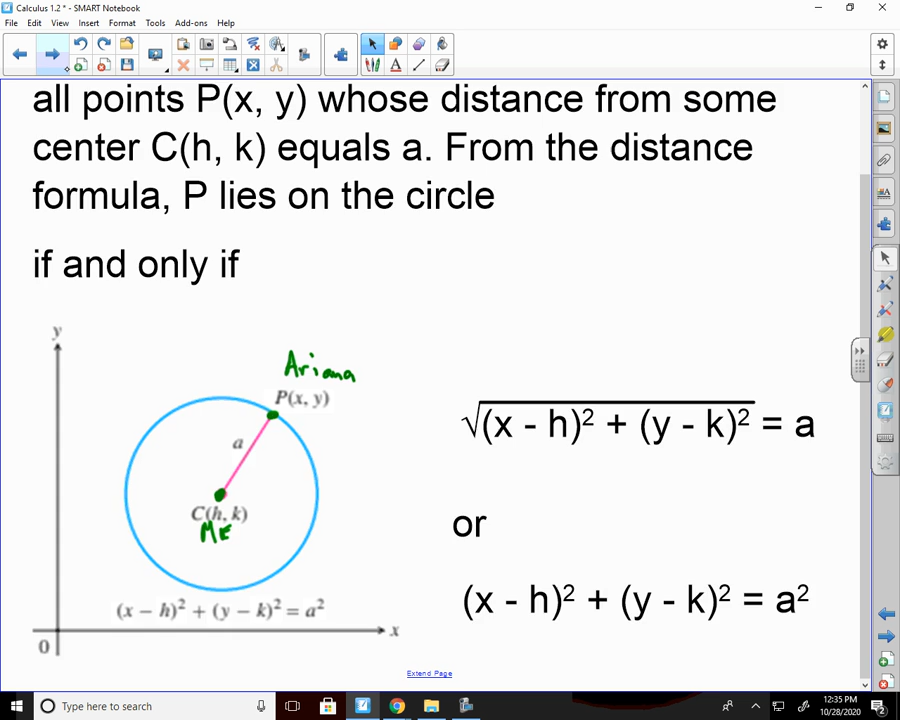 Calculus 1.2 * - SMART Notebook
File Edit View Insert Format Tools Add-ons Help
all points P(x, y) whose distance from some
center C(h, k) equals a. From the distance
formula, P lies on the circle
if and only if
y
Ariana
P(x, y)
a
√(x - h)² + (y - k)² = a
C(h, k)
ME
or
(x - h)² + (y - k)² = a²
(x − h)² + (y − k)² = a²
x
0
Extend Page
Type here to search
12:35 PM
10/28/2020
2